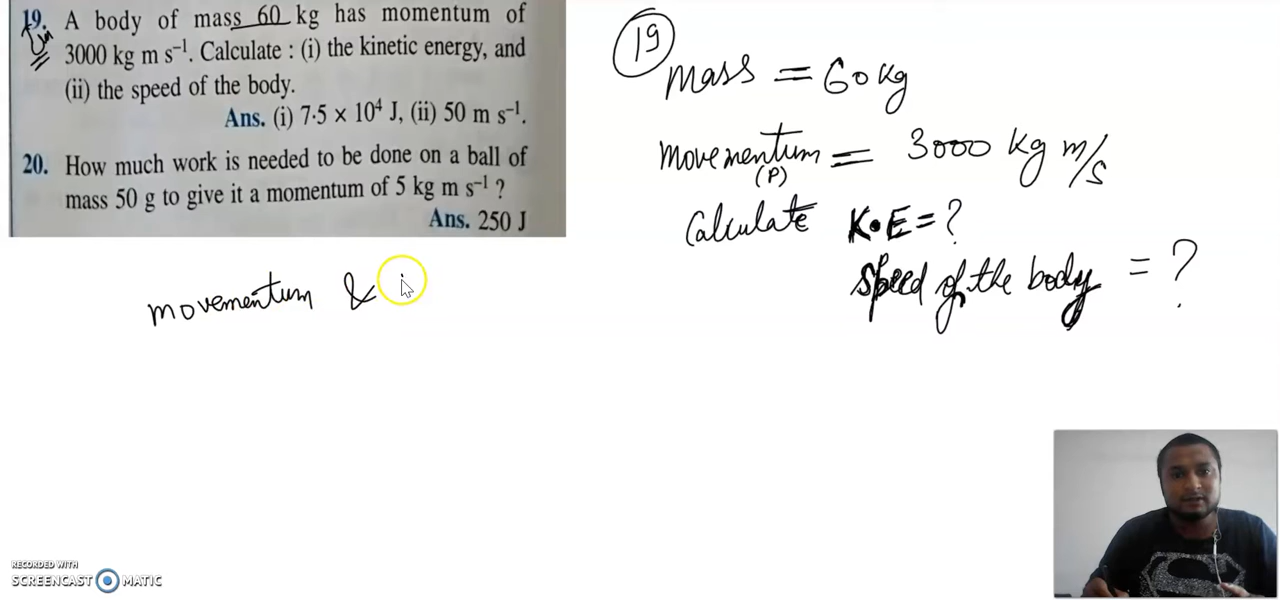 19. A body of mass 60 kg has momentum of
3000 kg m s⁻¹. Calculate : (i) the kinetic energy, and
(ii) the speed of the body.
Ans. (i) 7·5 × 10⁴ J, (ii) 50 m s⁻¹.
20. How much work is needed to be done on a ball of
mass 50 g to give it a momentum of 5 kg m s⁻¹ ?
Ans. 250 J
movementum &
19
Mass = 60 kg
Movementum = 3000 kg m/s
(P)
Calculate K.E = ?
Speed of the body = ?
RECORDED WITH
SCREENCAST MATIC